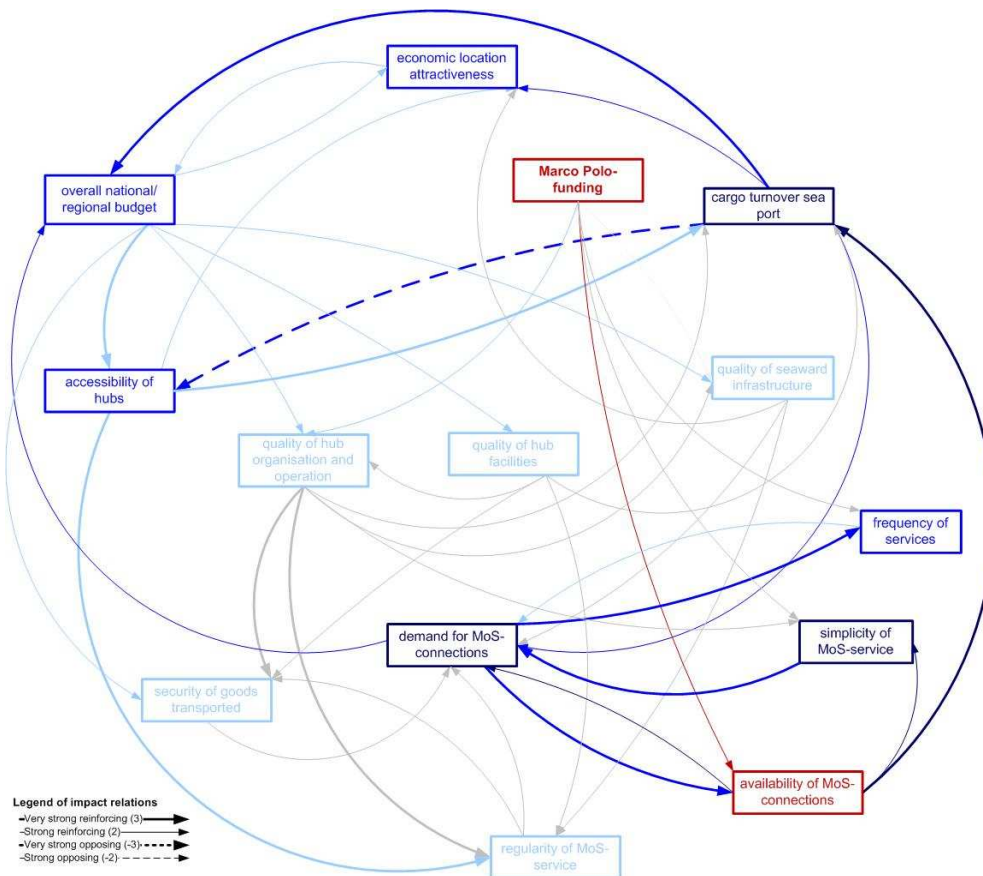 economic location
attractiveness
Marco Polo-
funding
overall national/
regional budget
cargo turnover sea
port
accessibility of
hubs
quality of seaward
infrastructure
quality of hub
organisation and
operation
quality of hub
facilities
frequency of
services
demand for MoS-
connections
simplicity of
MoS-service
security of goods
transported
availability of MoS-
connections
regularity of MoS-
service
Legend of impact relations
Very strong reinforcing (3)
Strong reinforcing (2)
Very strong opposing (-3)
Strong opposing (-2)